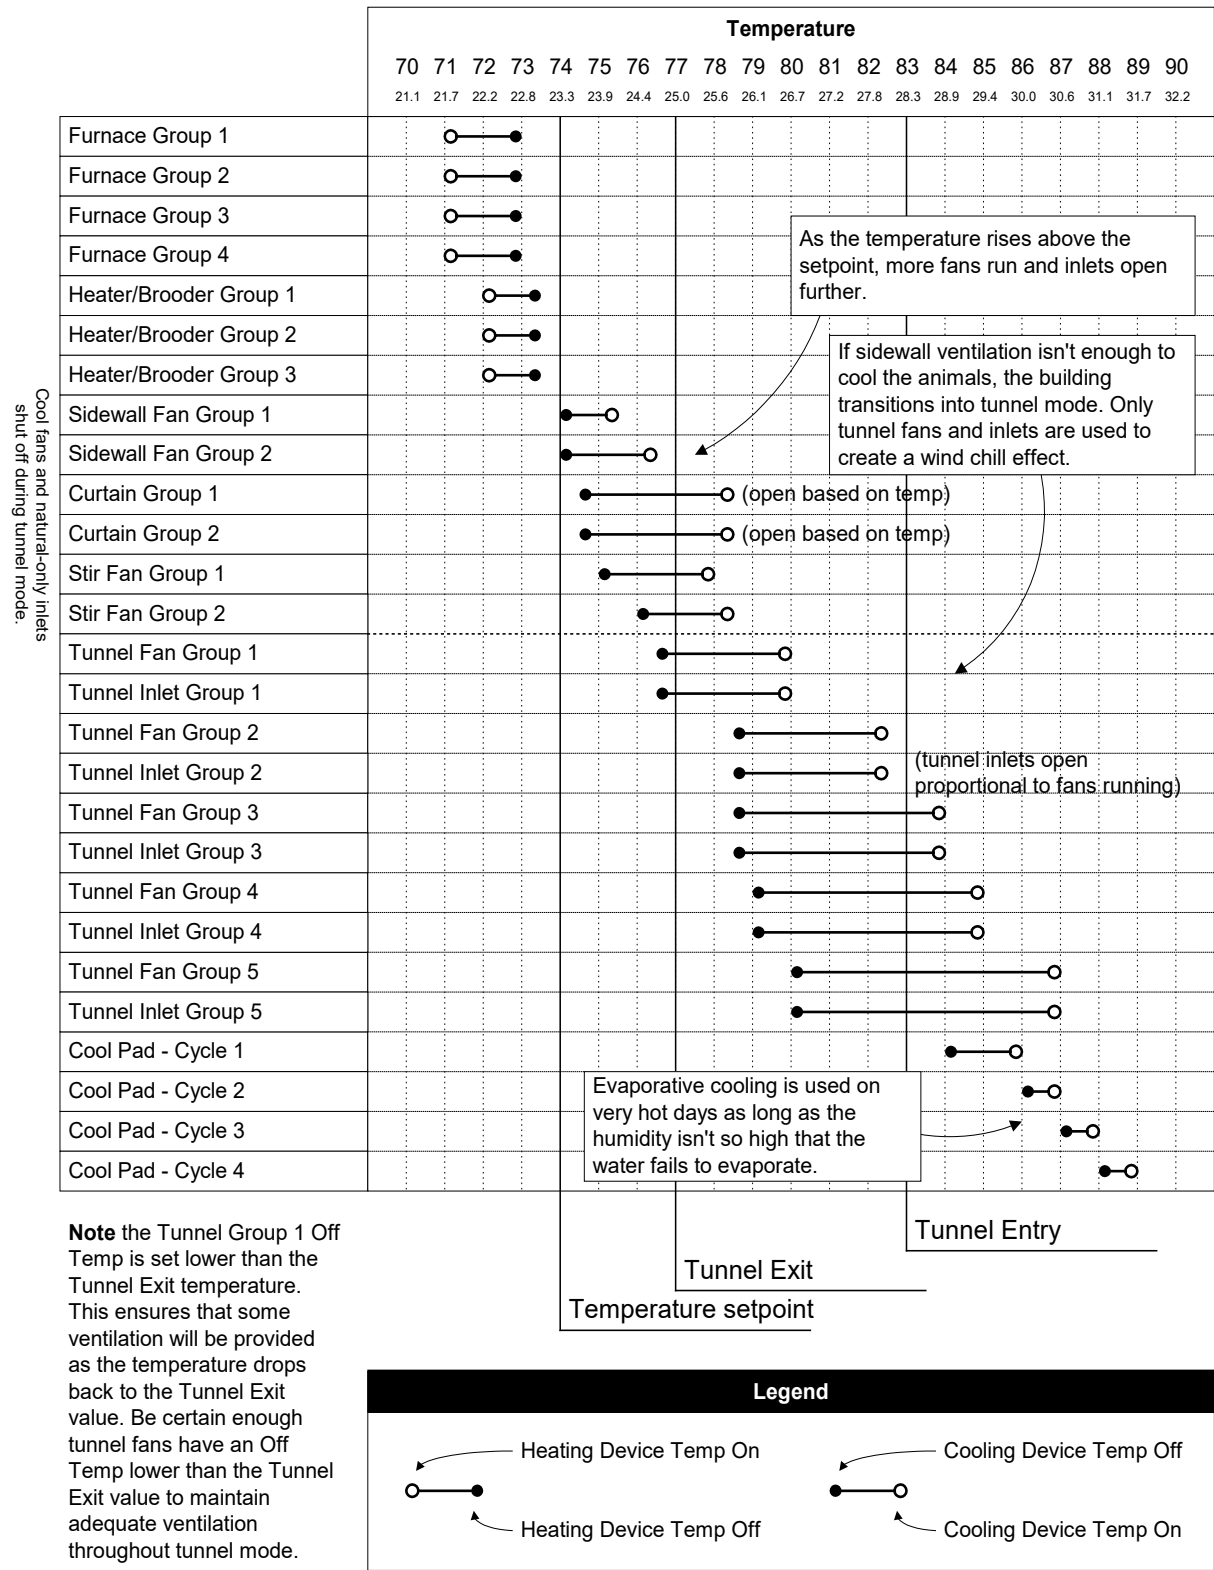 Temperature
70 71 72 73 74 75 76 77 78 79 80 81 82 83 84 85 86 87 88 89 90
21.1 21.7 22.2 22.8 23.3 23.9 24.4 25.0 25.6 26.1 26.7 27.2 27.8 28.3 28.9 29.4 30.0 30.6 31.1 31.7 32.2
Furnace Group 1
Furnace Group 2
Furnace Group 3
Furnace Group 4
As the temperature rises above the
setpoint, more fans run and inlets open
further.
Heater/Brooder Group 1
Heater/Brooder Group 2
Heater/Brooder Group 3
If sidewall ventilation isn't enough to
cool the animals, the building
transitions into tunnel mode. Only
tunnel fans and inlets are used to
create a wind chill effect.
Cool fans and natural-only inlets
shut off during tunnel mode.
Sidewall Fan Group 1
Sidewall Fan Group 2
Curtain Group 1
(open based on temp)
Curtain Group 2
(open based on temp)
Stir Fan Group 1
Stir Fan Group 2
Tunnel Fan Group 1
Tunnel Inlet Group 1
Tunnel Fan Group 2
Tunnel Inlet Group 2
(tunnel inlets open
proportional to fans running)
Tunnel Fan Group 3
Tunnel Inlet Group 3
Tunnel Fan Group 4
Tunnel Inlet Group 4
Tunnel Fan Group 5
Tunnel Inlet Group 5
Cool Pad - Cycle 1
Cool Pad - Cycle 2
Cool Pad - Cycle 3
Cool Pad - Cycle 4
Evaporative cooling is used on
very hot days as long as the
humidity isn't so high that the
water fails to evaporate.
Tunnel Entry
Tunnel Exit
Temperature setpoint
Note the Tunnel Group 1 Off
Temp is set lower than the
Tunnel Exit temperature.
This ensures that some
ventilation will be provided
as the temperature drops
back to the Tunnel Exit
value. Be certain enough
tunnel fans have an Off
Temp lower than the Tunnel
Exit value to maintain
adequate ventilation
throughout tunnel mode.
Legend
Heating Device Temp On
Heating Device Temp Off
Cooling Device Temp Off
Cooling Device Temp On